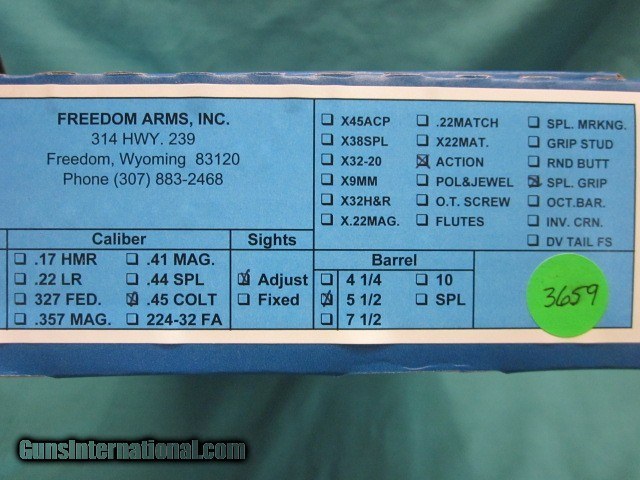 FREEDOM ARMS, INC.
314 HWY. 239
Freedom, Wyoming 83120
Phone (307) 883-2468
X45ACP
X38SPL
X32-20
X9MM
X32H&R
X.22MAG.
.22MATCH
X22MAT.
ACTION
POL&JEWEL
O.T. SCREW
FLUTES
SPL. MRKNG.
GRIP STUD
RND BUTT
SPL. GRIP
OCT.BAR.
INV. CRN.
DV TAIL FS
Caliber
.17 HMR
.22 LR
327 FED.
.357 MAG.
.41 MAG.
.44 SPL
.45 COLT
224-32 FA
Sights
Adjust
Fixed
Barrel
4 1/4
5 1/2
7 1/2
10
SPL
3659
GunsInternational.com